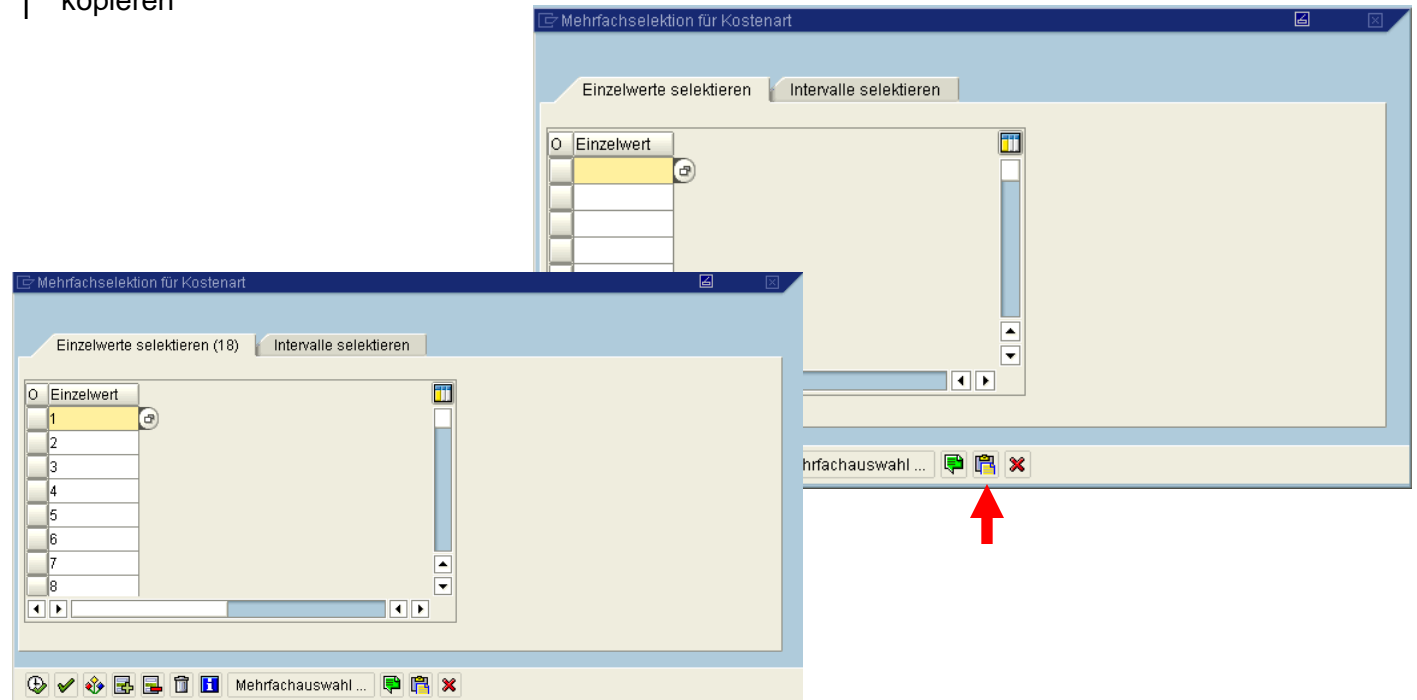 kopieren
Mehrfachselektion für Kostenart
Einzelwerte selektieren Intervalle selektieren
O Einzelwert
hrfachauswahl ...
Mehrfachselektion für Kostenart
Einzelwerte selektieren (18) Intervalle selektieren
O Einzelwert
1
2
3
4
5
6
7
8
Mehrfachauswahl ...